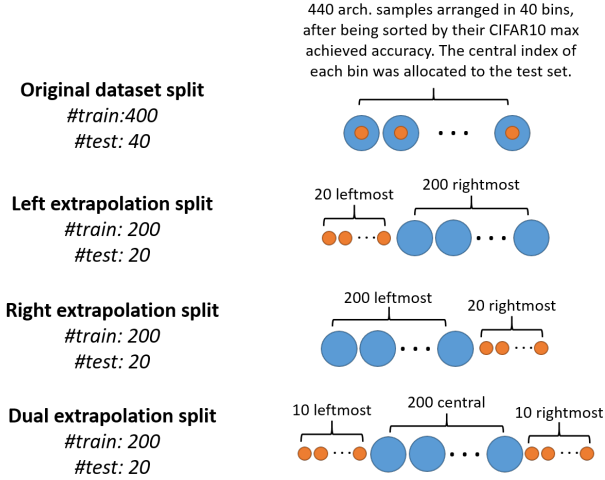 440 arch. samples arranged in 40 bins,
after being sorted by their CIFAR10 max
achieved accuracy. The central index of
each bin was allocated to the test set.
Original dataset split
#train:400
#test: 40
Left extrapolation split
#train: 200
#test: 20
20 leftmost
200 rightmost
Right extrapolation split
#train: 200
#test: 20
200 leftmost
20 rightmost
Dual extrapolation split
#train: 200
#test: 20
10 leftmost
200 central
10 rightmost